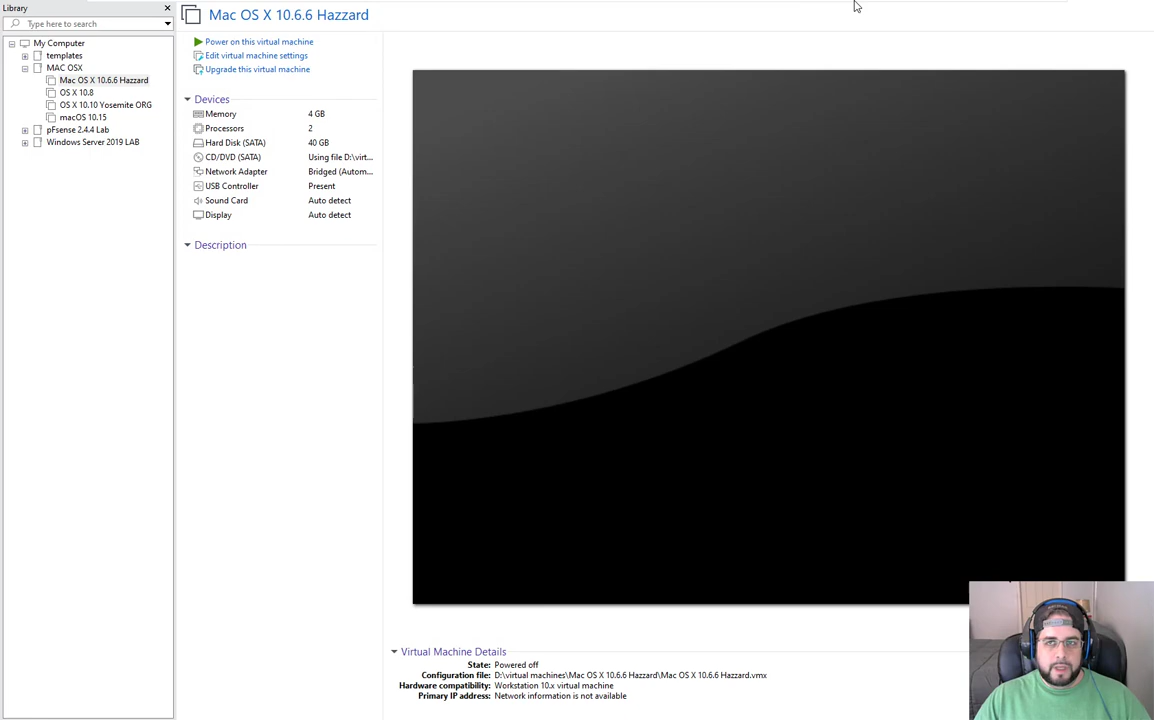 Library
Type here to search
My Computer
templates
MAC OSX
Mac OS X 10.6.6 Hazzard
OS X 10.8
OS X 10.10 Yosemite ORG
macOS 10.15
pfSense 2.4.4 Lab
Windows Server 2019 LAB
Mac OS X 10.6.6 Hazzard
Power on this virtual machine
Edit virtual machine settings
Upgrade this virtual machine
Devices
Memory 4 GB
Processors 2
Hard Disk (SATA) 40 GB
CD/DVD (SATA) Using file D:\virt...
Network Adapter Bridged (Autom...
USB Controller Present
Sound Card Auto detect
Display Auto detect
Description
Virtual Machine Details
State: Powered off
Configuration file: D:\virtual machines\Mac OS X 10.6.6 Hazzard\Mac OS X 10.6.6 Hazzard.vmx
Hardware compatibility: Workstation 10.x virtual machine
Primary IP address: Network information is not available